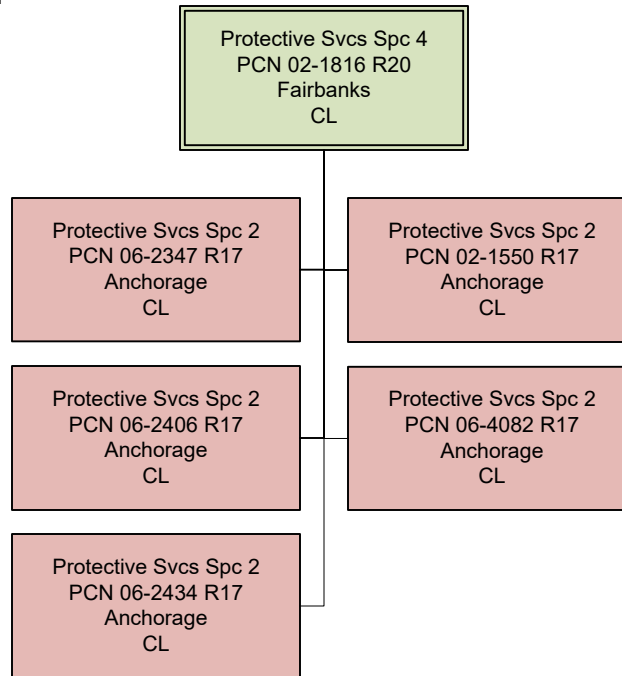 Protective Svcs Spc 4
PCN 02-1816 R20
Fairbanks
CL
Protective Svcs Spc 2
PCN 06-2347 R17
Anchorage
CL
Protective Svcs Spc 2
PCN 02-1550 R17
Anchorage
CL
Protective Svcs Spc 2
PCN 06-2406 R17
Anchorage
CL
Protective Svcs Spc 2
PCN 06-4082 R17
Anchorage
CL
Protective Svcs Spc 2
PCN 06-2434 R17
Anchorage
CL